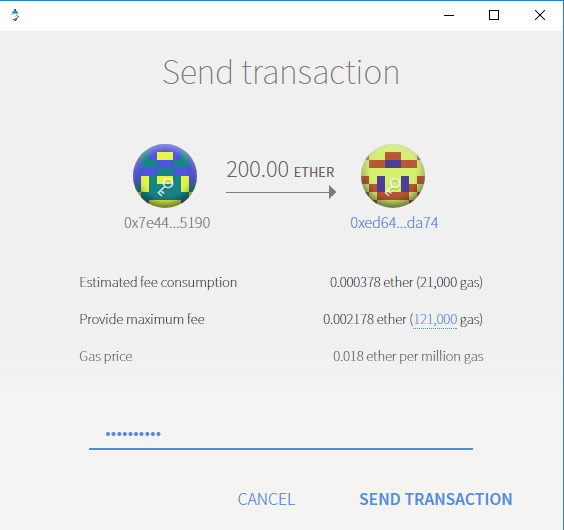 Send transaction
200.00 ETHER
0x7e44...5190
0xed64...da74
Estimated fee consumption 0.000378 ether (21,000 gas)
Provide maximum fee 0.002178 ether (121,000 gas)
Gas price 0.018 ether per million gas
••••••••••
CANCEL SEND TRANSACTION